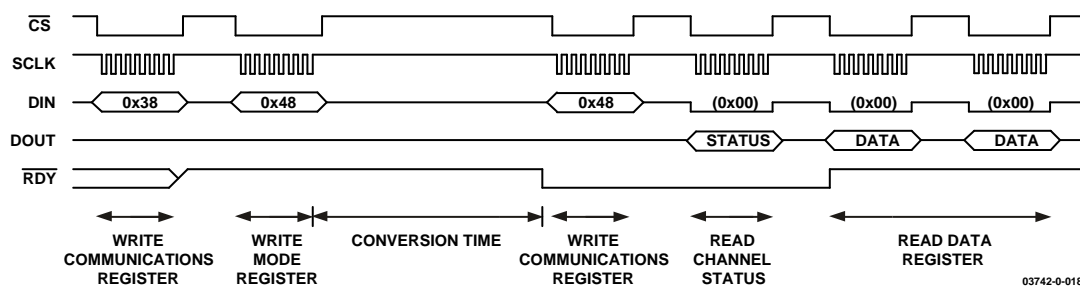 CS
SCLK
DIN 0x38 0x48 0x48 (0x00) (0x00) (0x00)
DOUT STATUS DATA DATA
RDY
WRITE COMMUNICATIONS REGISTER
WRITE MODE REGISTER
CONVERSION TIME
WRITE COMMUNICATIONS REGISTER
READ CHANNEL STATUS
READ DATA REGISTER
03742-0-018